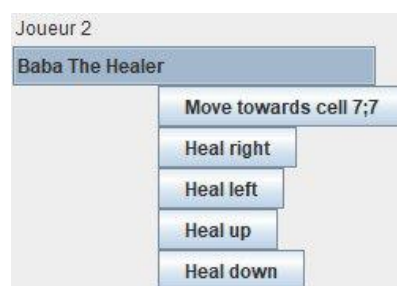 Joueur 2
Baba The Healer
Move towards cell 7;7
Heal right
Heal left
Heal up
Heal down